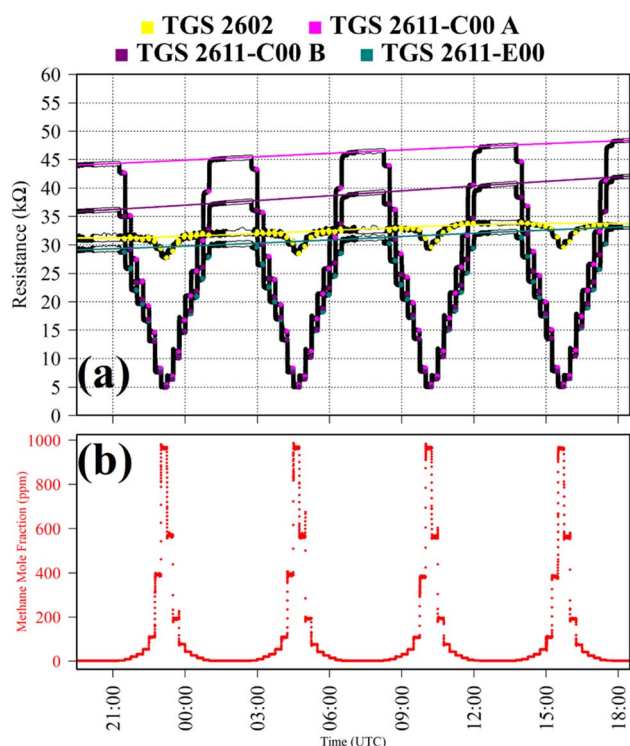 TGS 2602 TGS 2611-C00 A
TGS 2611-C00 B TGS 2611-E00
60
55
50
45
40
35
30
25
20
15
10
5
0
Resistance (kΩ)
(a)
1000
800
600
400
200
0
Methane Mole Fraction (ppm)
(b)
21:00 00:00 03:00 06:00 09:00 12:00 15:00 18:00
Time (UTC)